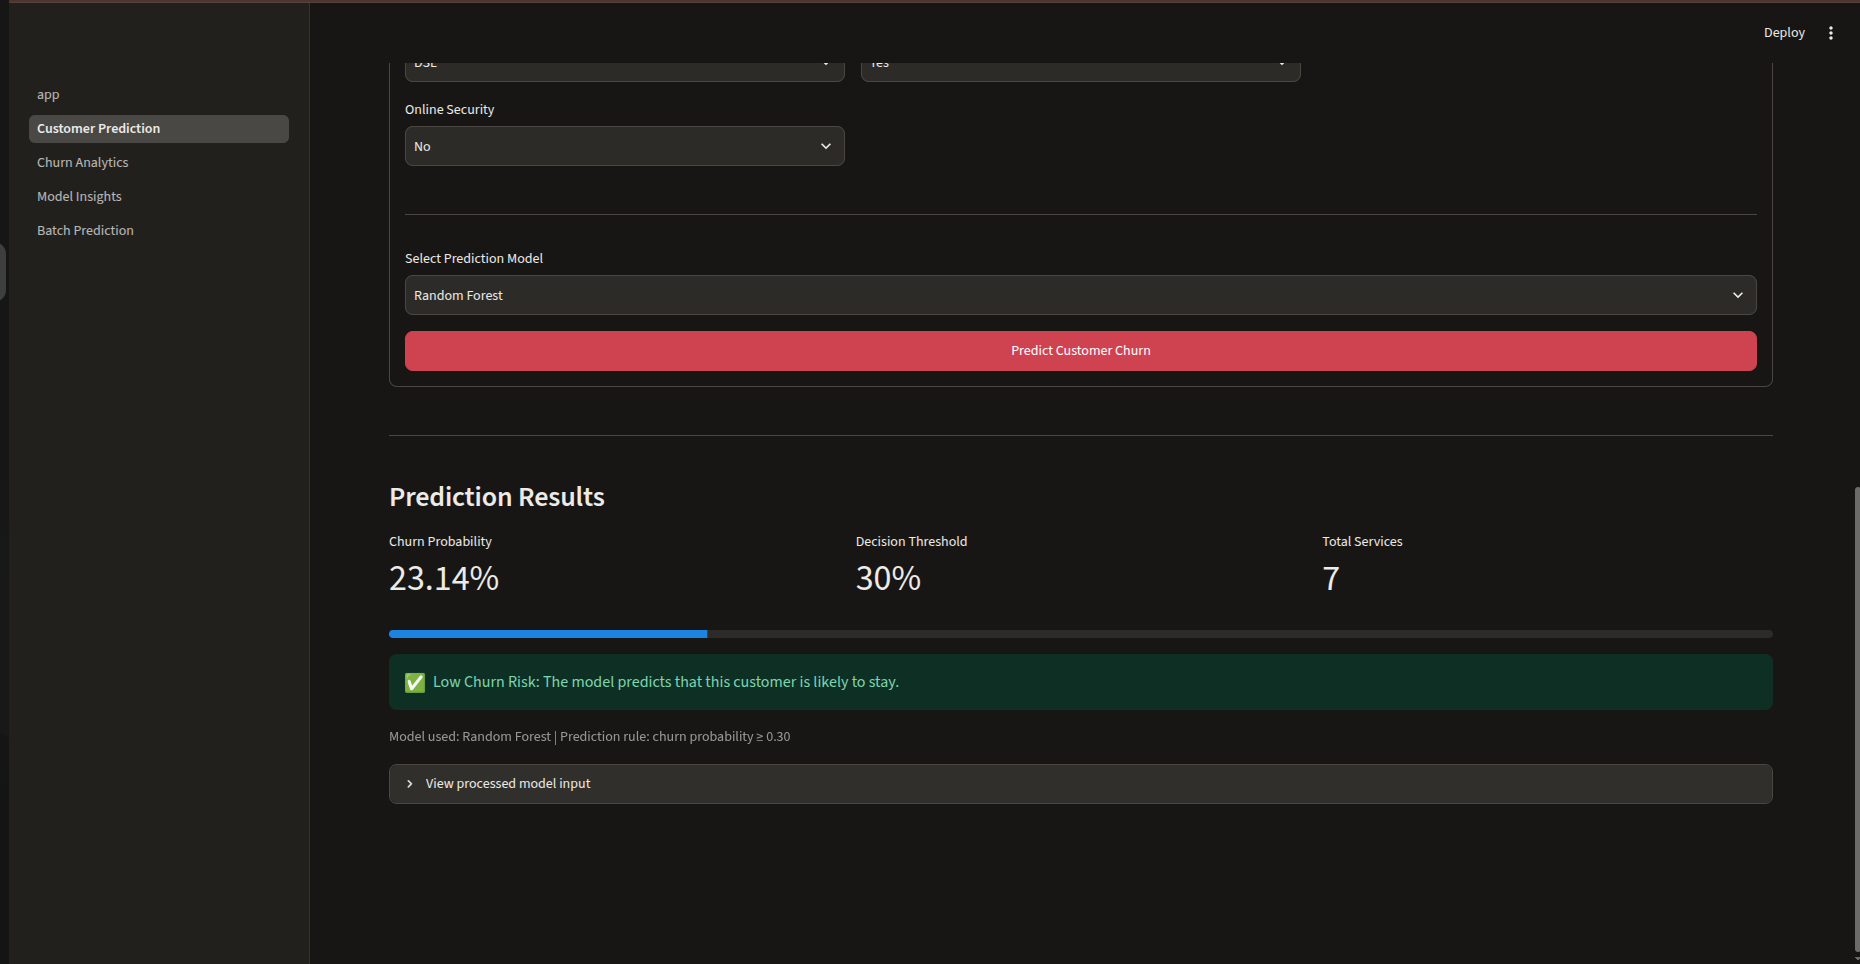 Deploy
app
Customer Prediction
Churn Analytics
Model Insights
Batch Prediction
DSL
Yes
Online Security
No
Select Prediction Model
Random Forest
Predict Customer Churn
Prediction Results
Churn Probability
Decision Threshold
Total Services
23.14%
30%
7
Low Churn Risk: The model predicts that this customer is likely to stay.
Model used: Random Forest | Prediction rule: churn probability ≥ 0.30
View processed model input